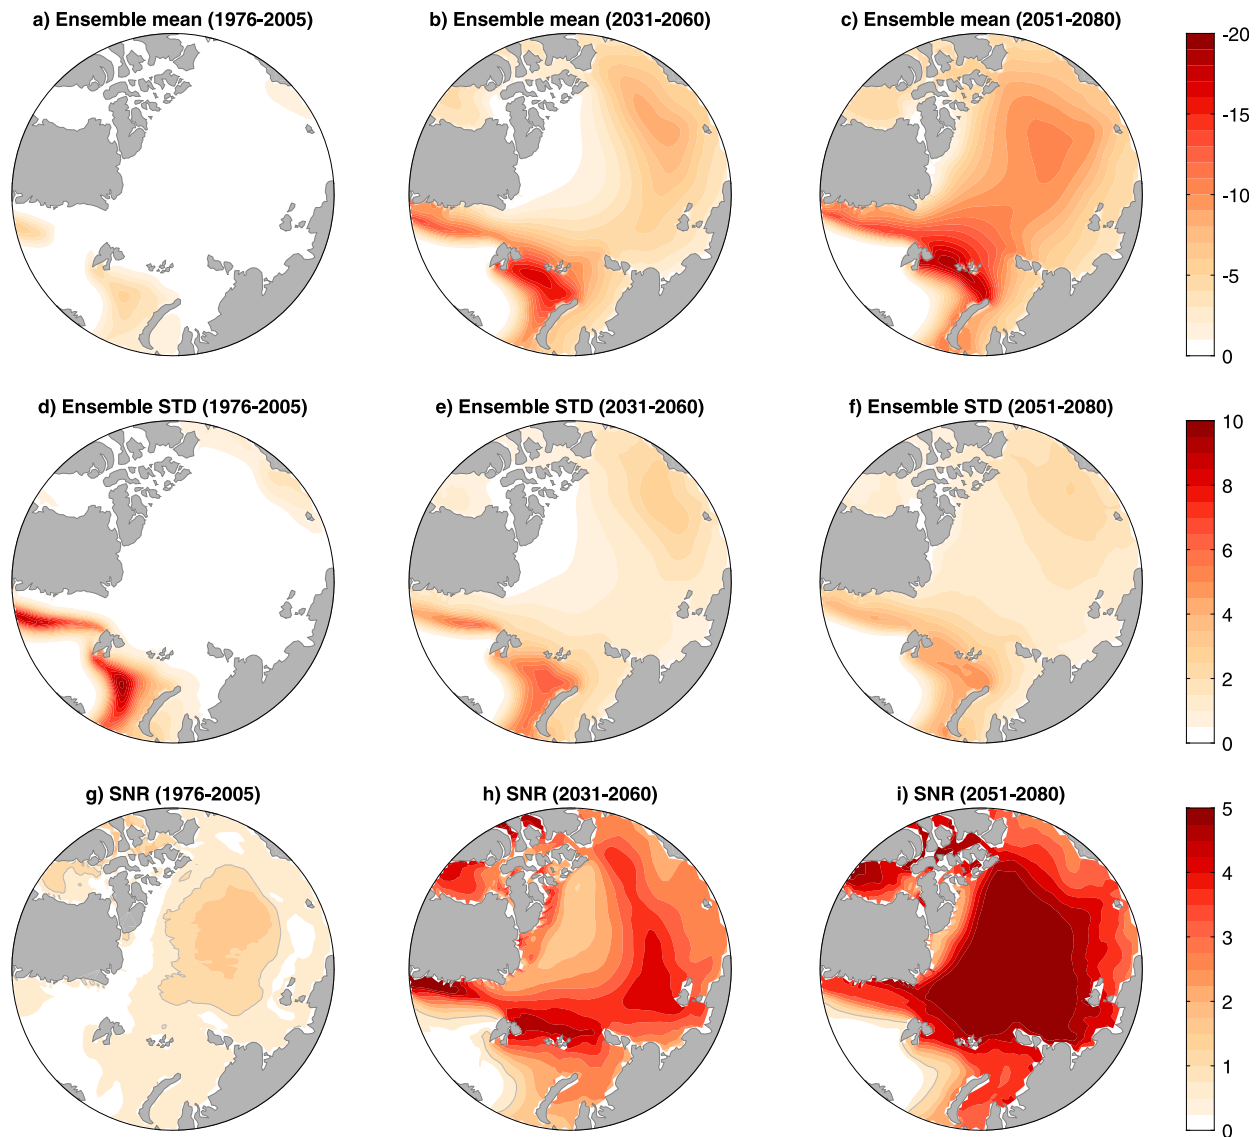 a) Ensemble mean (1976-2005)
b) Ensemble mean (2031-2060)
c) Ensemble mean (2051-2080)
-20
-15
-10
-5
0
d) Ensemble STD (1976-2005)
e) Ensemble STD (2031-2060)
f) Ensemble STD (2051-2080)
10
8
6
4
2
0
g) SNR (1976-2005)
h) SNR (2031-2060)
i) SNR (2051-2080)
5
4
3
2
1
0